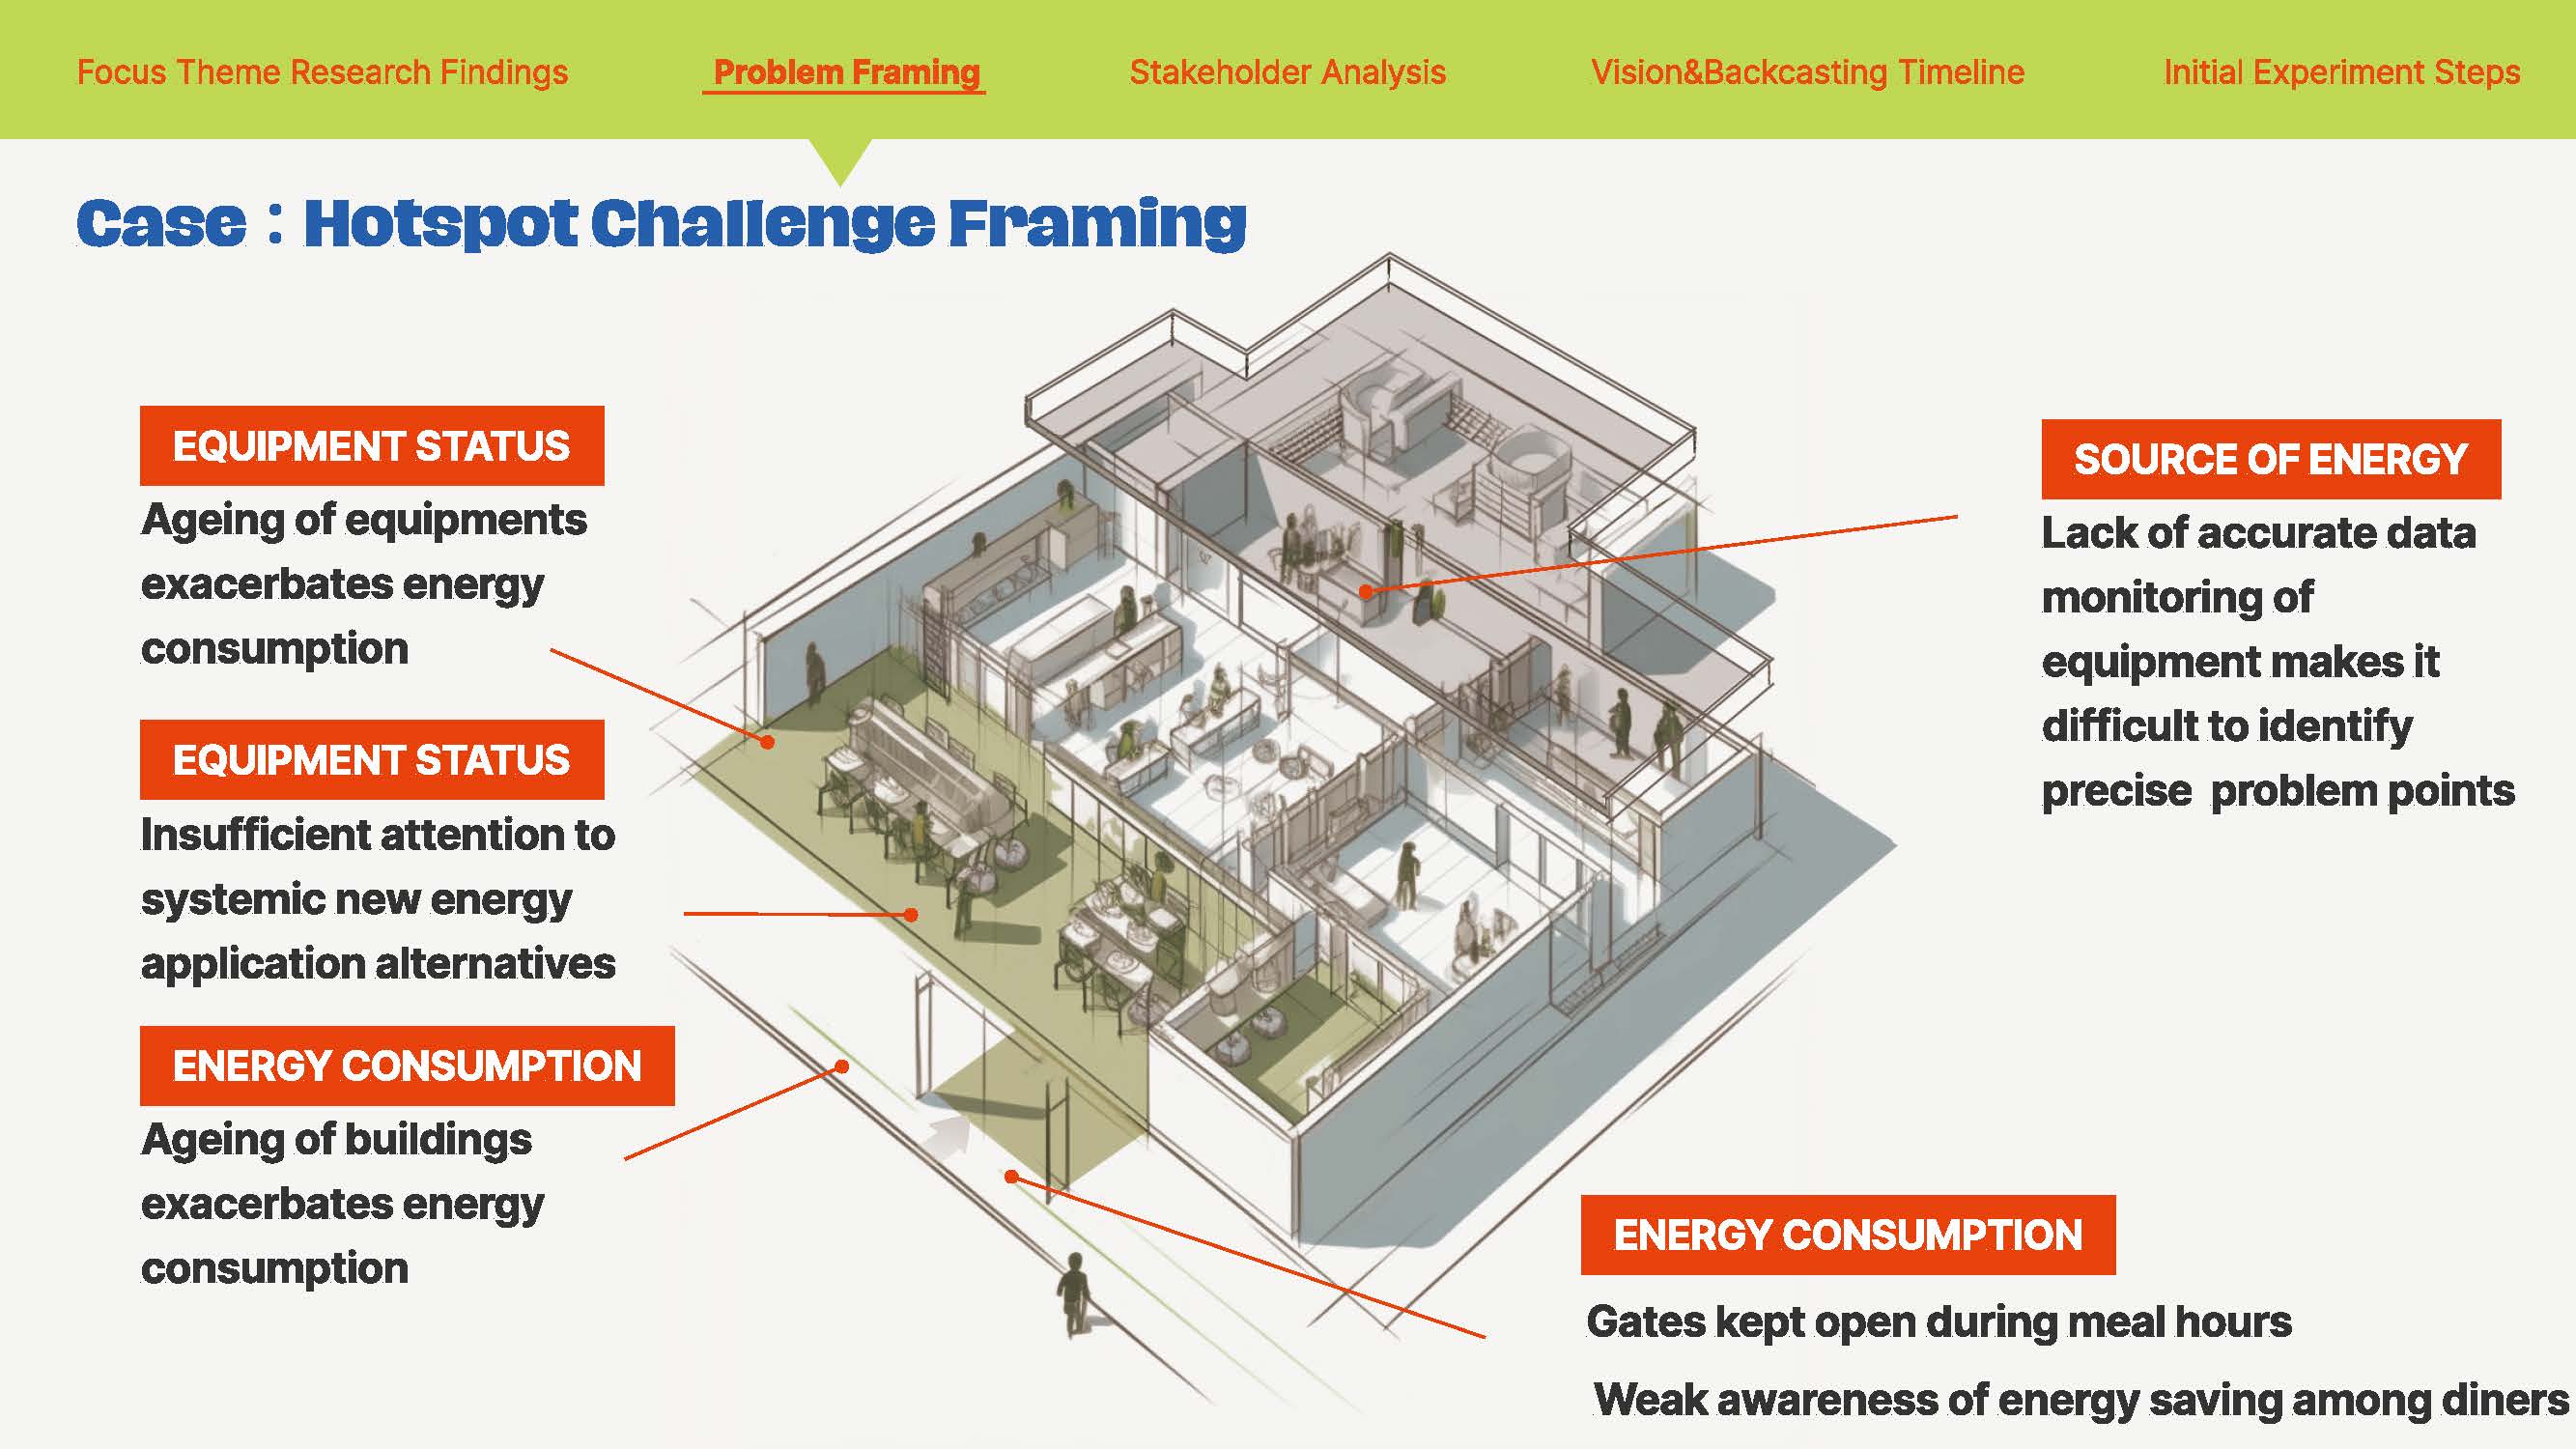 Focus Theme Research Findings
Problem Framing
Stakeholder Analysis
Vision&Backcasting Timeline
Initial Experiment Steps
Case : Hotspot Challenge Framing
EQUIPMENT STATUS
Ageing of equipments
exacerbates energy
consumption
EQUIPMENT STATUS
Insufficient attention to
systemic new energy
application alternatives
ENERGY CONSUMPTION
Ageing of buildings
exacerbates energy
consumption
SOURCE OF ENERGY
Lack of accurate data
monitoring of
equipment makes it
difficult to identify
precise problem points
ENERGY CONSUMPTION
Gates kept open during meal hours
Weak awareness of energy saving among diners